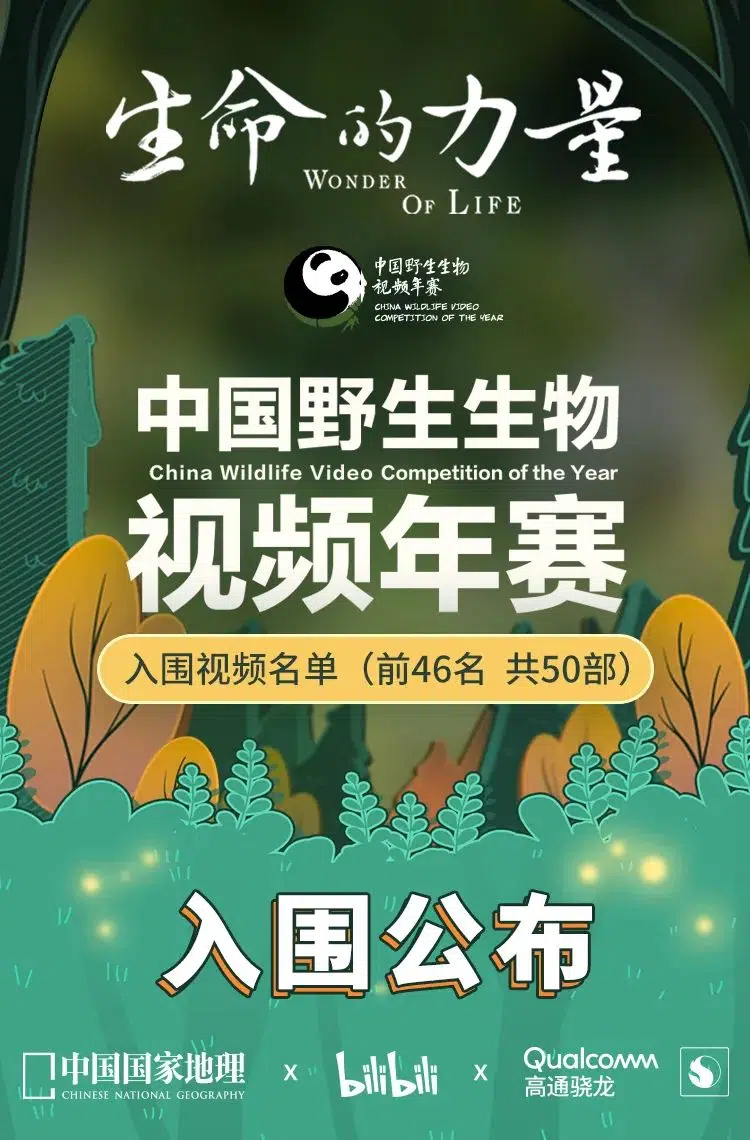 生命的力量
WONDER
OF LIFE
中国野生生物
视频年赛
CHINA WILDLIFE VIDEO
COMPETITION OF THE YEAR
中国野生生物
China Wildlife Video Competition of the Year
视频年赛
入围视频名单（前46名 共50部）
入围公布
中国国家地理
CHINESE NATIONAL GEOGRAPHY
x
bilibili
x
Qualcomm
高通骁龙